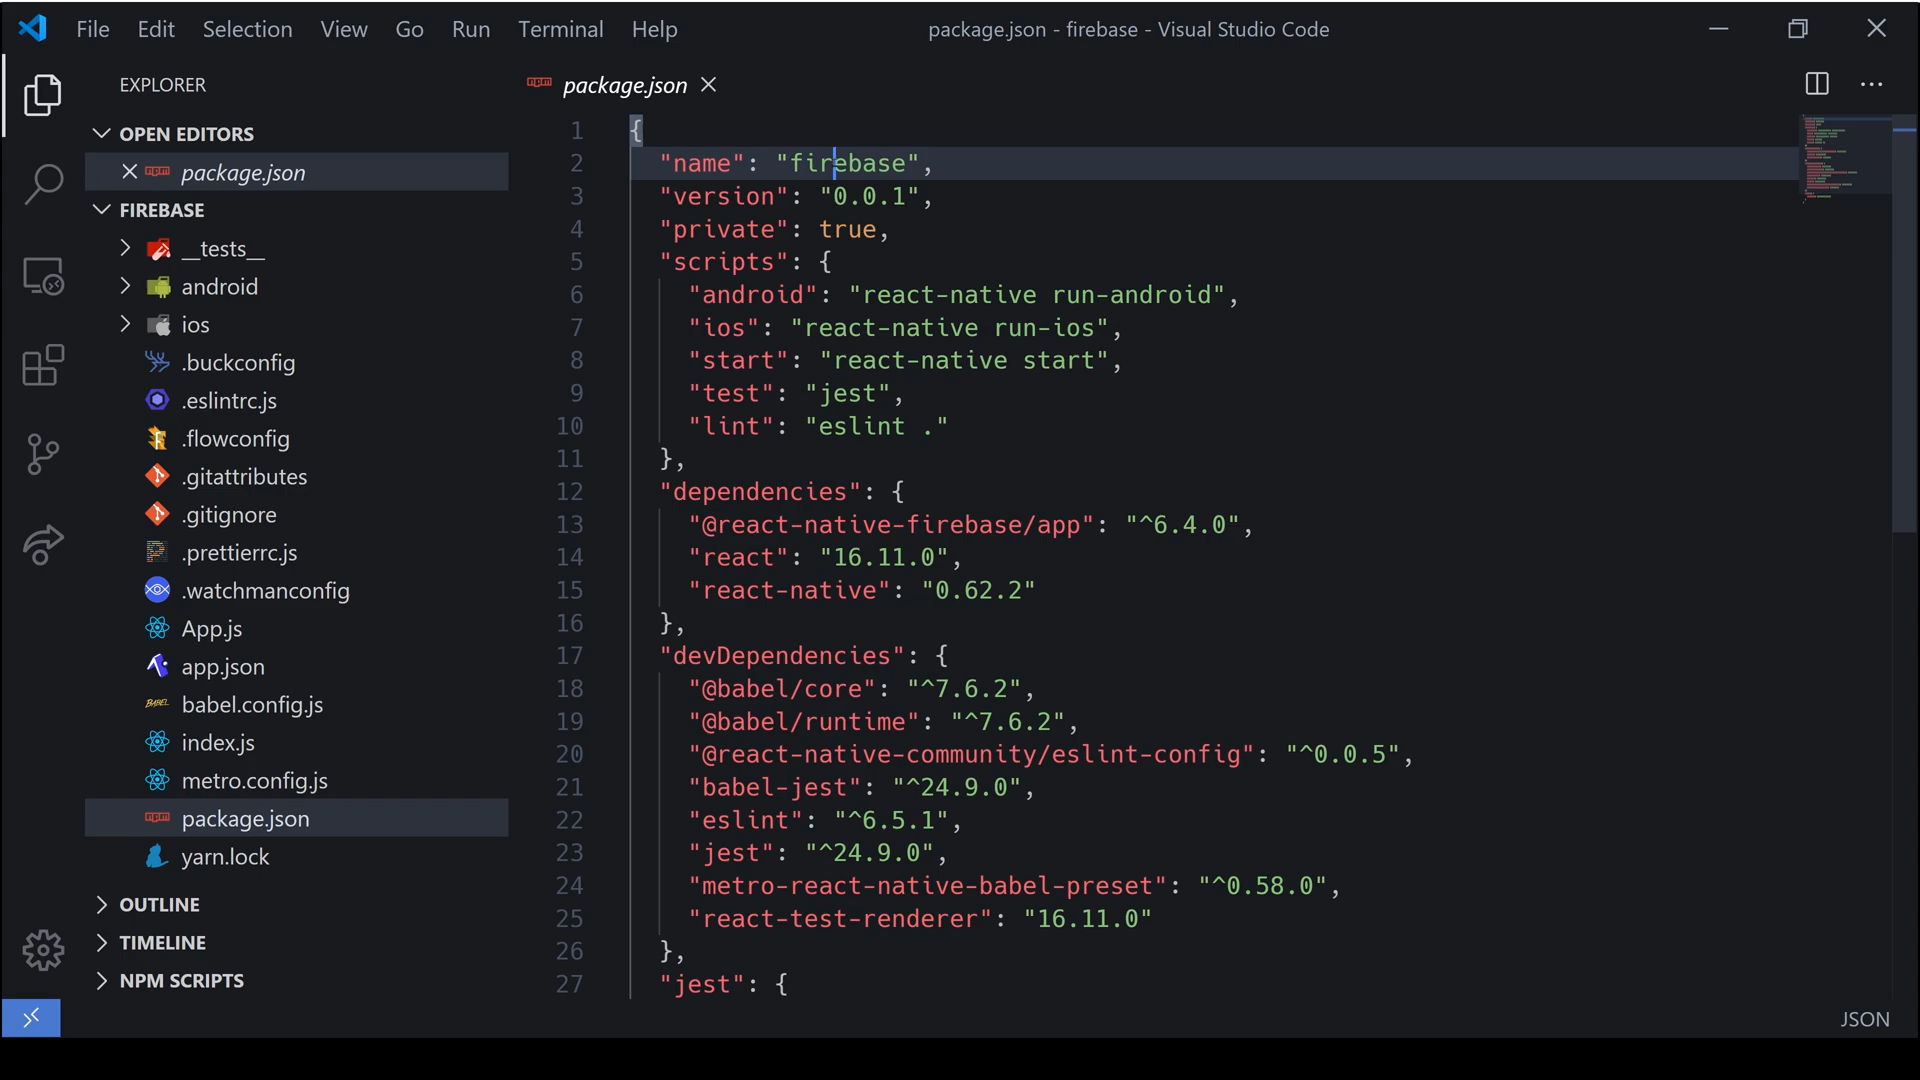 File Edit Selection View Go Run Terminal Help package.json - firebase - Visual Studio Code
EXPLORER
OPEN EDITORS
package.json
FIREBASE
__tests__
android
ios
.buckconfig
.eslintrc.js
.flowconfig
.gitattributes
.gitignore
.prettierrc.js
.watchmanconfig
App.js
app.json
BABEL babel.config.js
index.js
metro.config.js
npm package.json
yarn.lock
OUTLINE
TIMELINE
NPM SCRIPTS
npm package.json
1 {
2 "name": "firebase",
3 "version": "0.0.1",
4 "private": true,
5 "scripts": {
6 "android": "react-native run-android",
7 "ios": "react-native run-ios",
8 "start": "react-native start",
9 "test": "jest",
10 "lint": "eslint ."
11 },
12 "dependencies": {
13 "@react-native-firebase/app": "^6.4.0",
14 "react": "16.11.0",
15 "react-native": "0.62.2"
16 },
17 "devDependencies": {
18 "@babel/core": "^7.6.2",
19 "@babel/runtime": "^7.6.2",
20 "@react-native-community/eslint-config": "^0.0.5",
21 "babel-jest": "^24.9.0",
22 "eslint": "^6.5.1",
23 "jest": "^24.9.0",
24 "metro-react-native-babel-preset": "^0.58.0",
25 "react-test-renderer": "16.11.0"
26 },
27 "jest": {
JSON